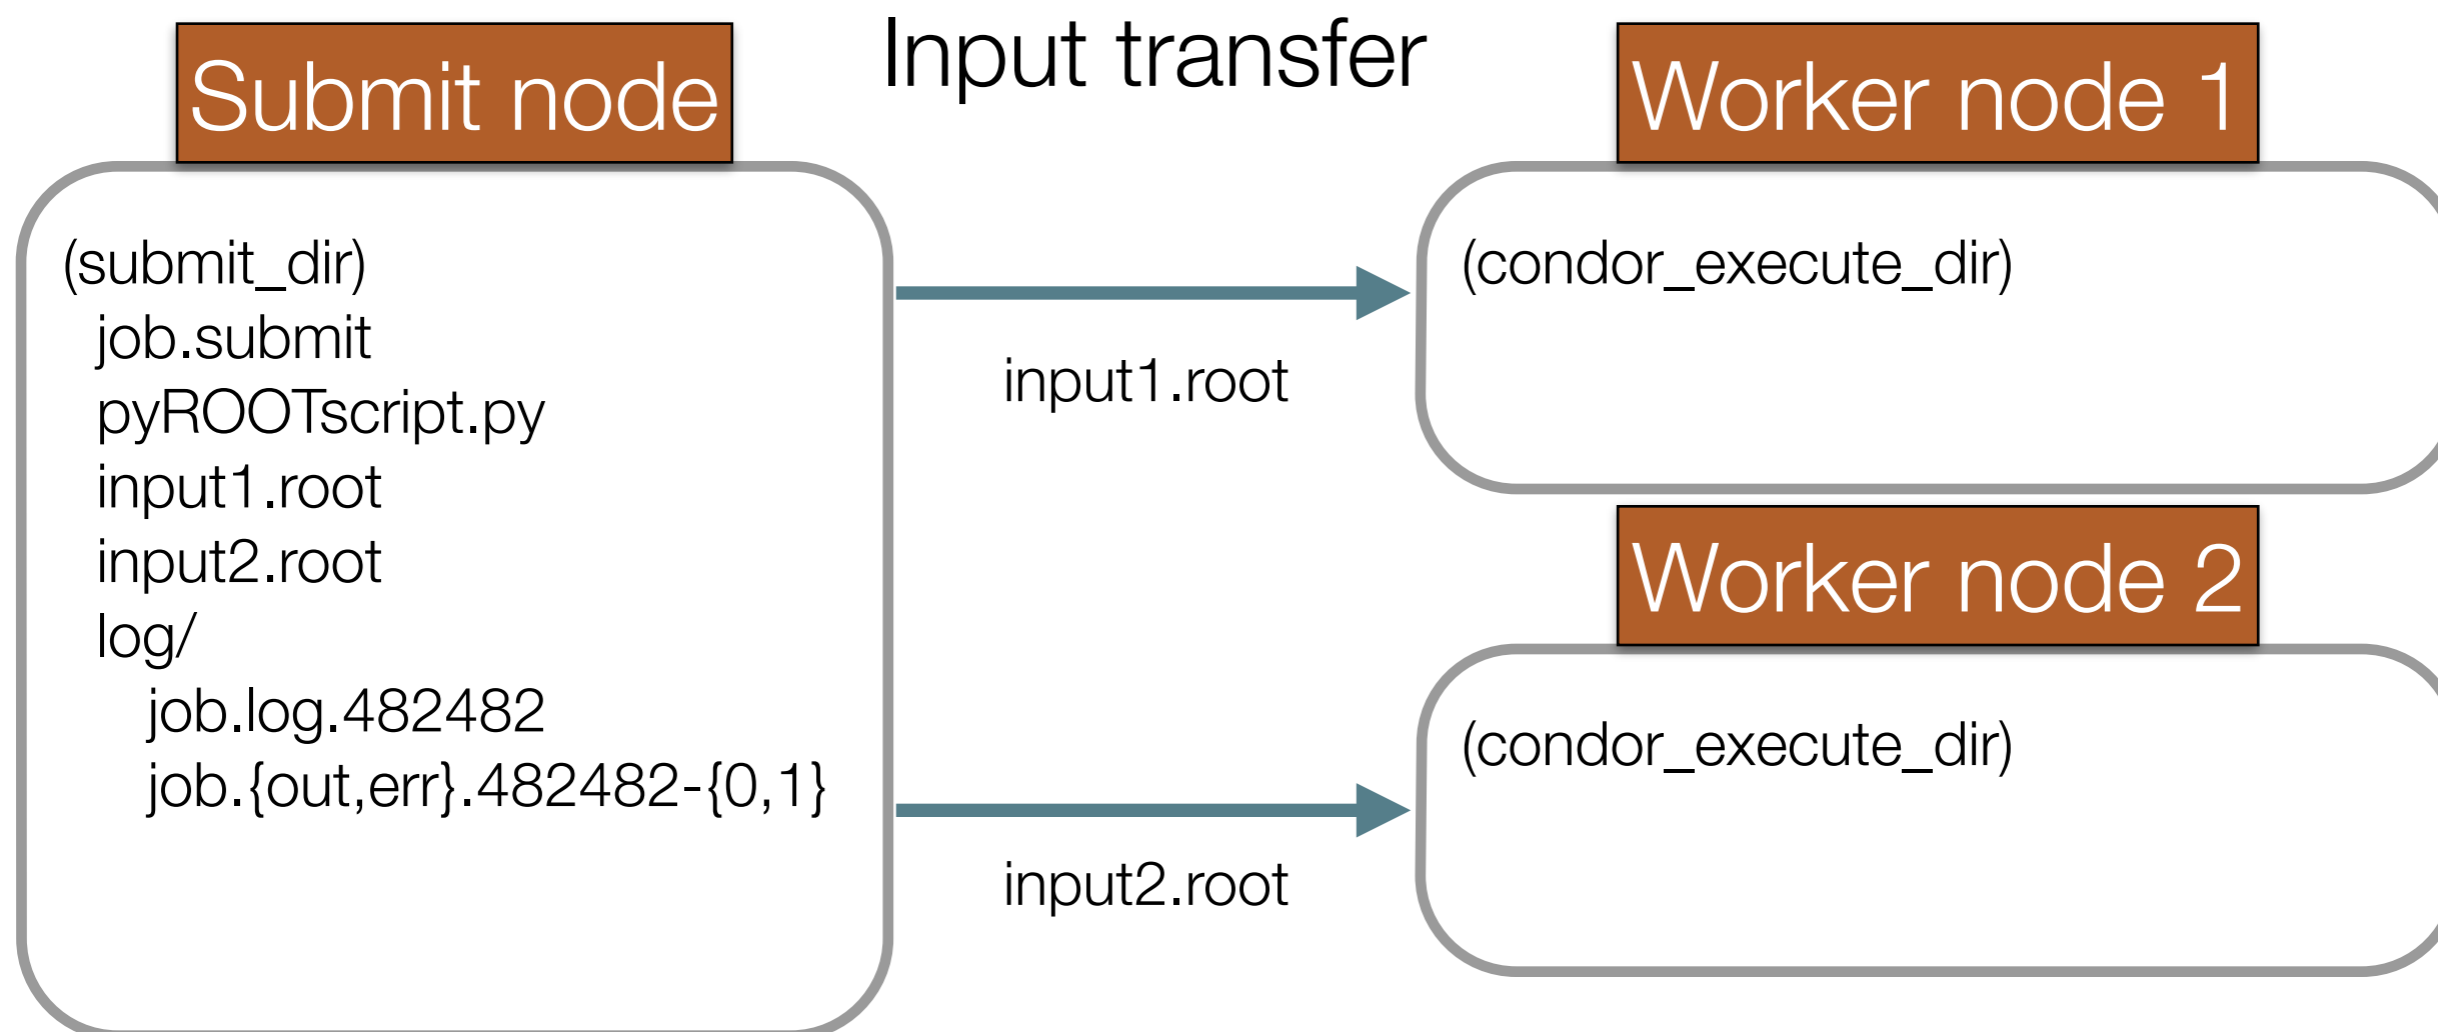 Input transfer
Submit node
(submit_dir)
job.submit
pyROOTscript.py
input1.root
input2.root
log/
job.log.482482
job.{out,err}.482482-{0,1}
input1.root
input2.root
Worker node 1
(condor_execute_dir)
Worker node 2
(condor_execute_dir)